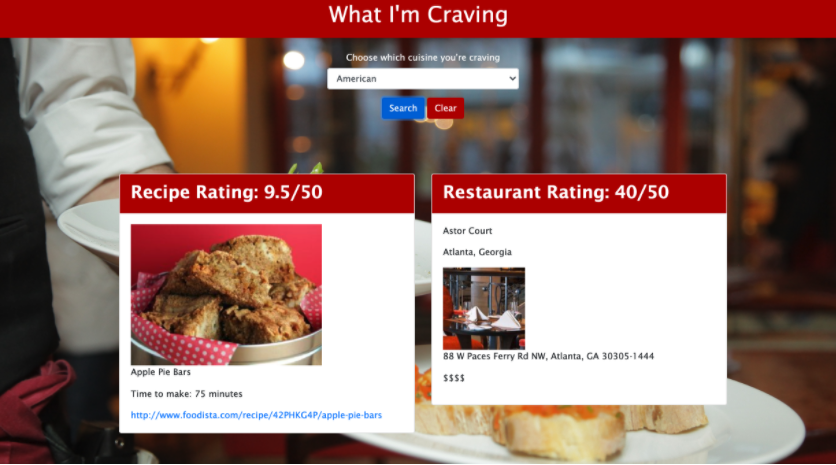 What I'm Craving
Choose which cuisine you're craving
American
Search Clear
Recipe Rating: 9.5/50
Apple Pie Bars
Time to make: 75 minutes
http://www.foodista.com/recipe/42PHKG4P/apple-pie-bars
Restaurant Rating: 40/50
Astor Court
Atlanta, Georgia
88 W Paces Ferry Rd NW, Atlanta, GA 30305-1444
$$$$